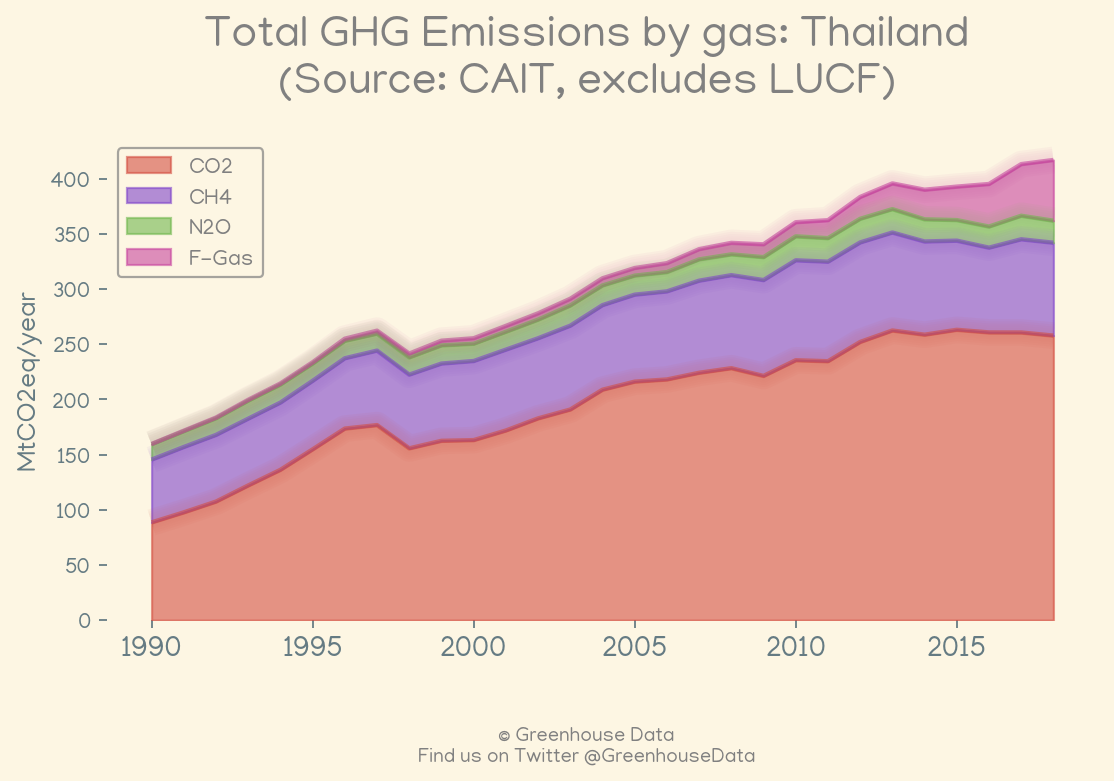 Total GHG Emissions by gas: Thailand
(Source: CAIT, excludes LUCF)
CO2
CH4
N2O
F-Gas
MtCO2eq/year
400
350
300
250
200
150
100
50
0
1990 1995 2000 2005 2010 2015
© Greenhouse Data
Find us on Twitter @GreenhouseData